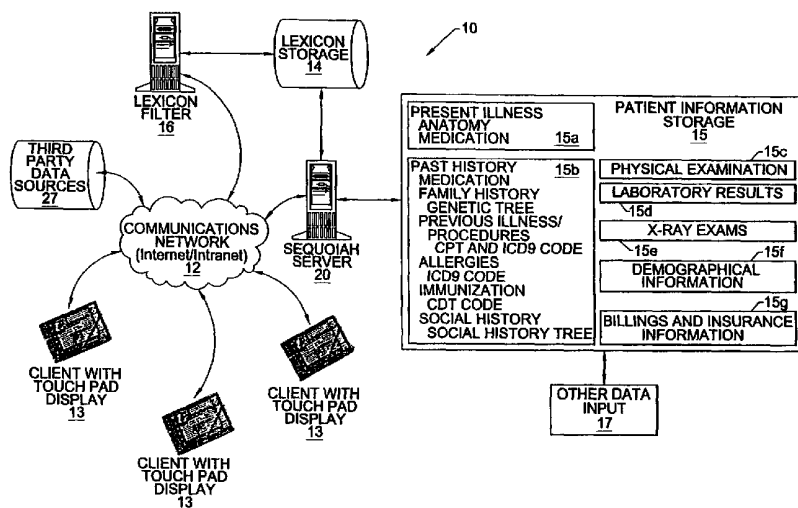 10
LEXICON
STORAGE
14
LEXICON
FILTER
16
THIRD
PARTY
DATA
SOURCES
27
COMMUNICATIONS
NETWORK
(Internet/Intranet)
12
SEQUOIAH
SERVER
20
CLIENT WITH
TOUCH PAD
DISPLAY
13
CLIENT WITH
TOUCH PAD
DISPLAY
13
CLIENT WITH
TOUCH PAD
DISPLAY
13
PATIENT INFORMATION
STORAGE
15
PRESENT ILLNESS
ANATOMY
MEDICATION 15a
PAST HISTORY 15b
MEDICATION
FAMILY HISTORY
GENETIC TREE
PREVIOUS ILLNESS/
PROCEDURES
CPT AND ICD9 CODE
ALLERGIES
ICD9 CODE
IMMUNIZATION
CDT CODE
SOCIAL HISTORY
SOCIAL HISTORY TREE
15c
PHYSICAL EXAMINATION
LABORATORY RESULTS
15d
X-RAY EXAMS
15e
15f
DEMOGRAPHICAL
INFORMATION
15g
BILLINGS AND INSURANCE
INFORMATION
OTHER DATA
INPUT
17